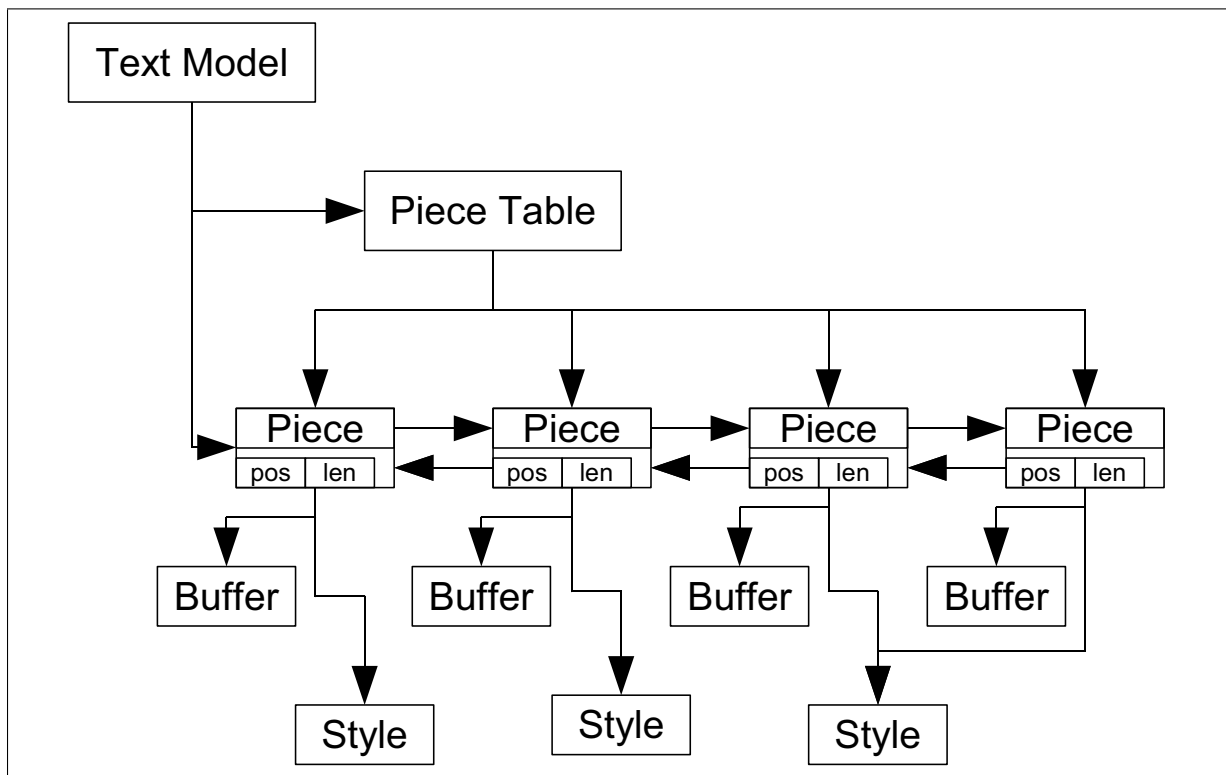 Text Model
Piece Table
Piece Piece Piece Piece
pos len pos len pos len pos len
Buffer Buffer Buffer Buffer
Style Style Style